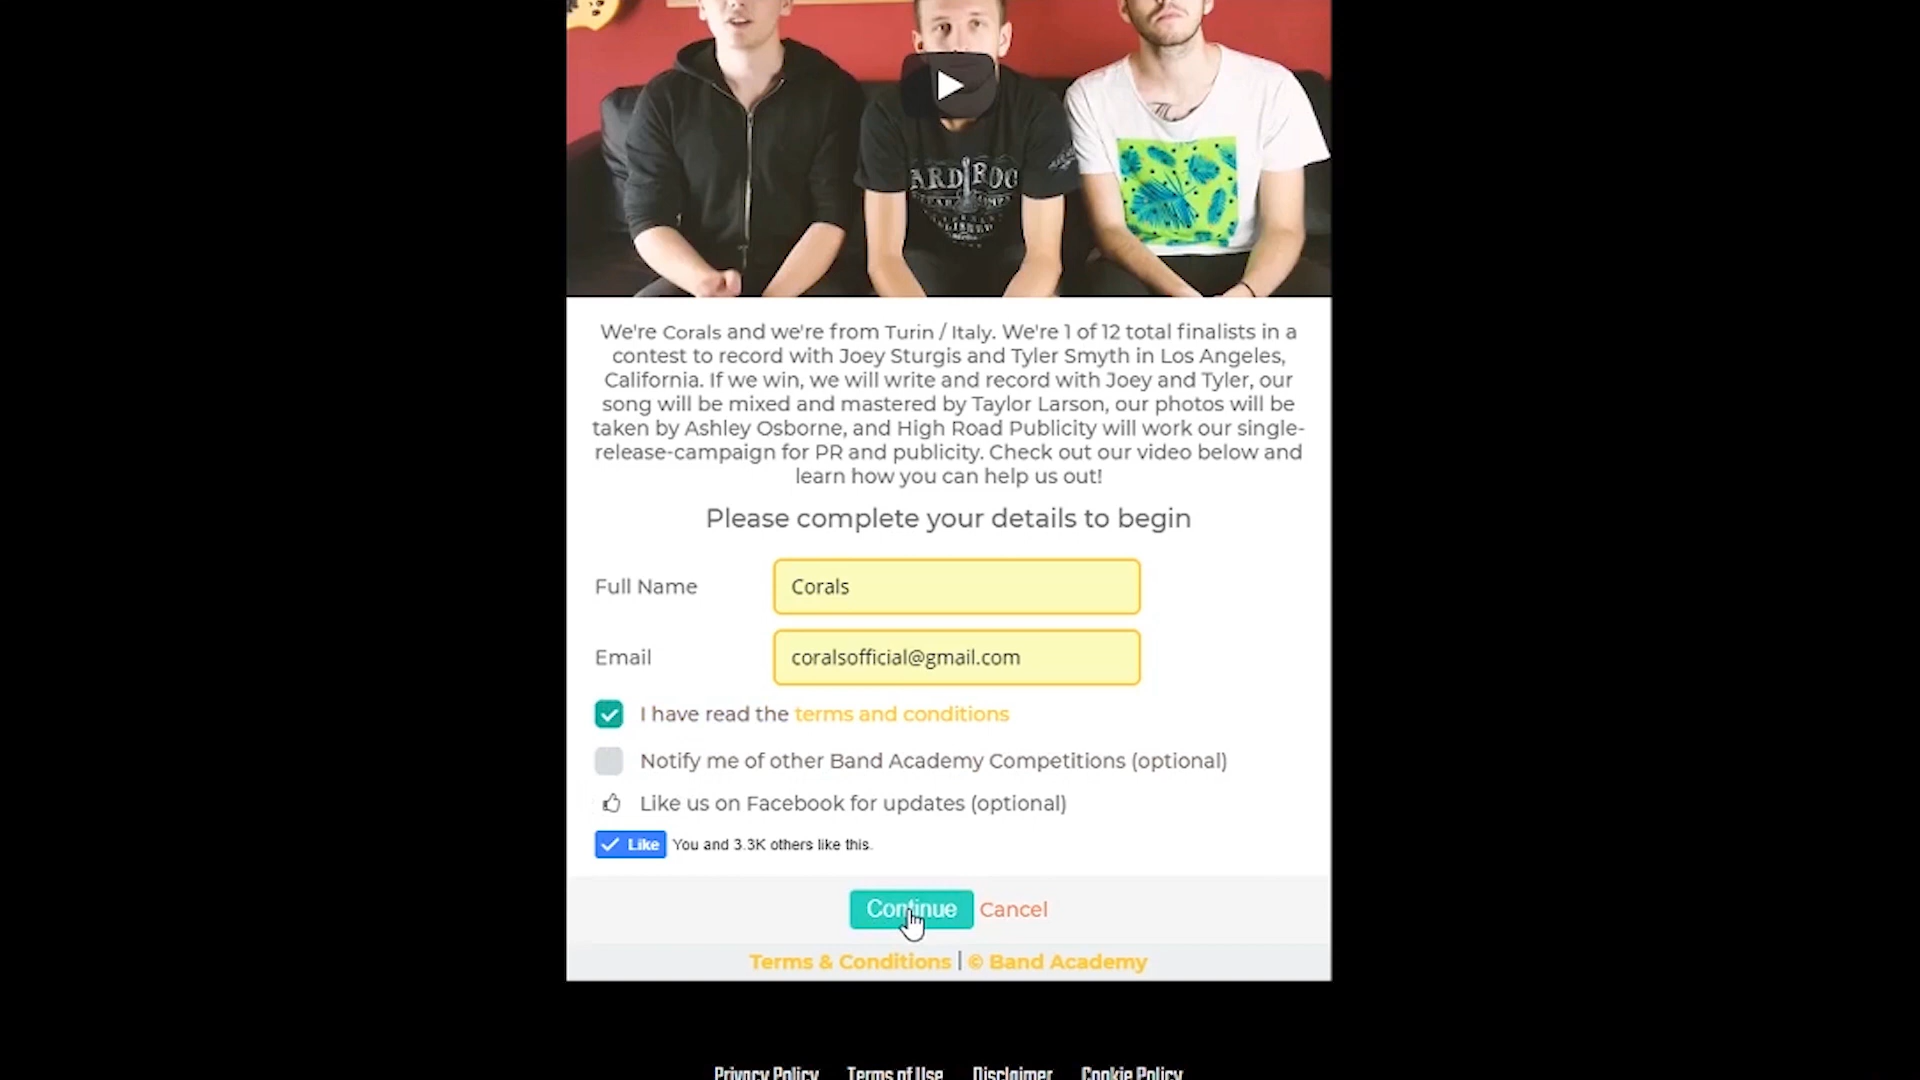 We're Corals and we're from Turin / Italy. We're 1 of 12 total finalists in a
contest to record with Joey Sturgis and Tyler Smyth in Los Angeles,
California. If we win, we will write and record with Joey and Tyler, our
song will be mixed and mastered by Taylor Larson, our photos will be
taken by Ashley Osborne, and High Road Publicity will work our single-
release-campaign for PR and publicity. Check out our video below and
learn how you can help us out!
Please complete your details to begin
Full Name Corals
Email coralsofficial@gmail.com
I have read the terms and conditions
Notify me of other Band Academy Competitions (optional)
Like us on Facebook for updates (optional)
Like You and 3.3K others like this.
Continue Cancel
Terms & Conditions | © Band Academy
Privacy Policy Terms of Use Disclaimer Cookie Policy